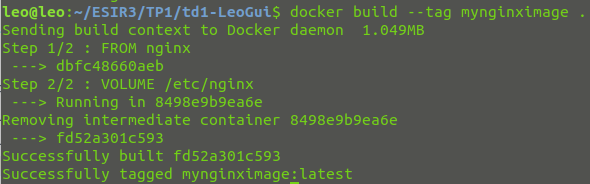 leo@leo:~/ESIR3/TP1/td1-LeoGui$ docker build --tag mynginximage .
Sending build context to Docker daemon  1.049MB
Step 1/2 : FROM nginx
 ---> dbfc48660aeb
Step 2/2 : VOLUME /etc/nginx
 ---> Running in 8498e9b9ea6e
Removing intermediate container 8498e9b9ea6e
 ---> fd52a301c593
Successfully built fd52a301c593
Successfully tagged mynginximage:latest